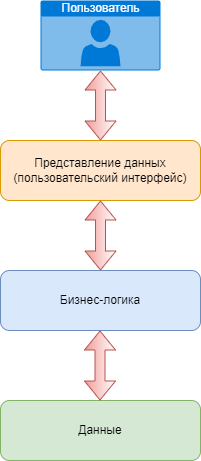 Пользователь
Представление данных
(пользовательский интерфейс)
Бизнес-логика
Данные